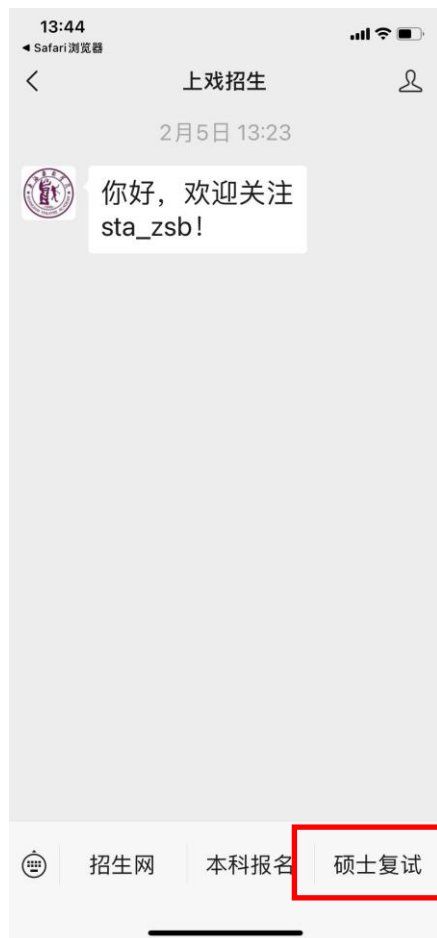 13:44
◀ Safari浏览器
上戏招生
2月5日 13:23
你好，欢迎关注
sta_zsb!
招生网
本科报名
硕士复试